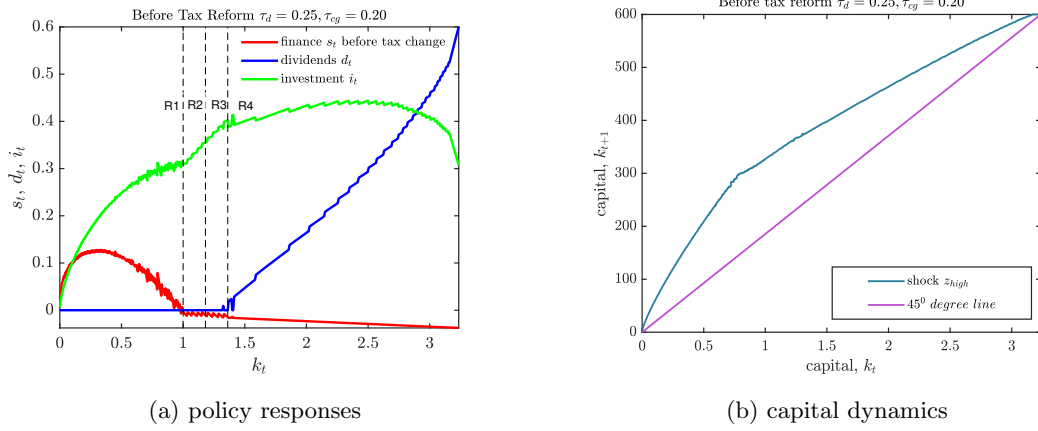 Before Tax Reform τ_d = 0.25, τ_cg = 0.20
0.6
0.5
0.4
0.3
0.2
0.1
0
s_t, d_t, i_t
finance s_t before tax change
dividends d_t
investment i_t
R1 R2 R3 R4
0 0.5 1 1.5 2 2.5 3
k_t
(a) policy responses
Before tax reform τ_d = 0.25, τ_cg = 0.20
600
500
400
300
200
100
0
capital, k_{t+1}
shock z_{high}
45^0 degree line
0 0.5 1 1.5 2 2.5 3
capital, k_t
(b) capital dynamics